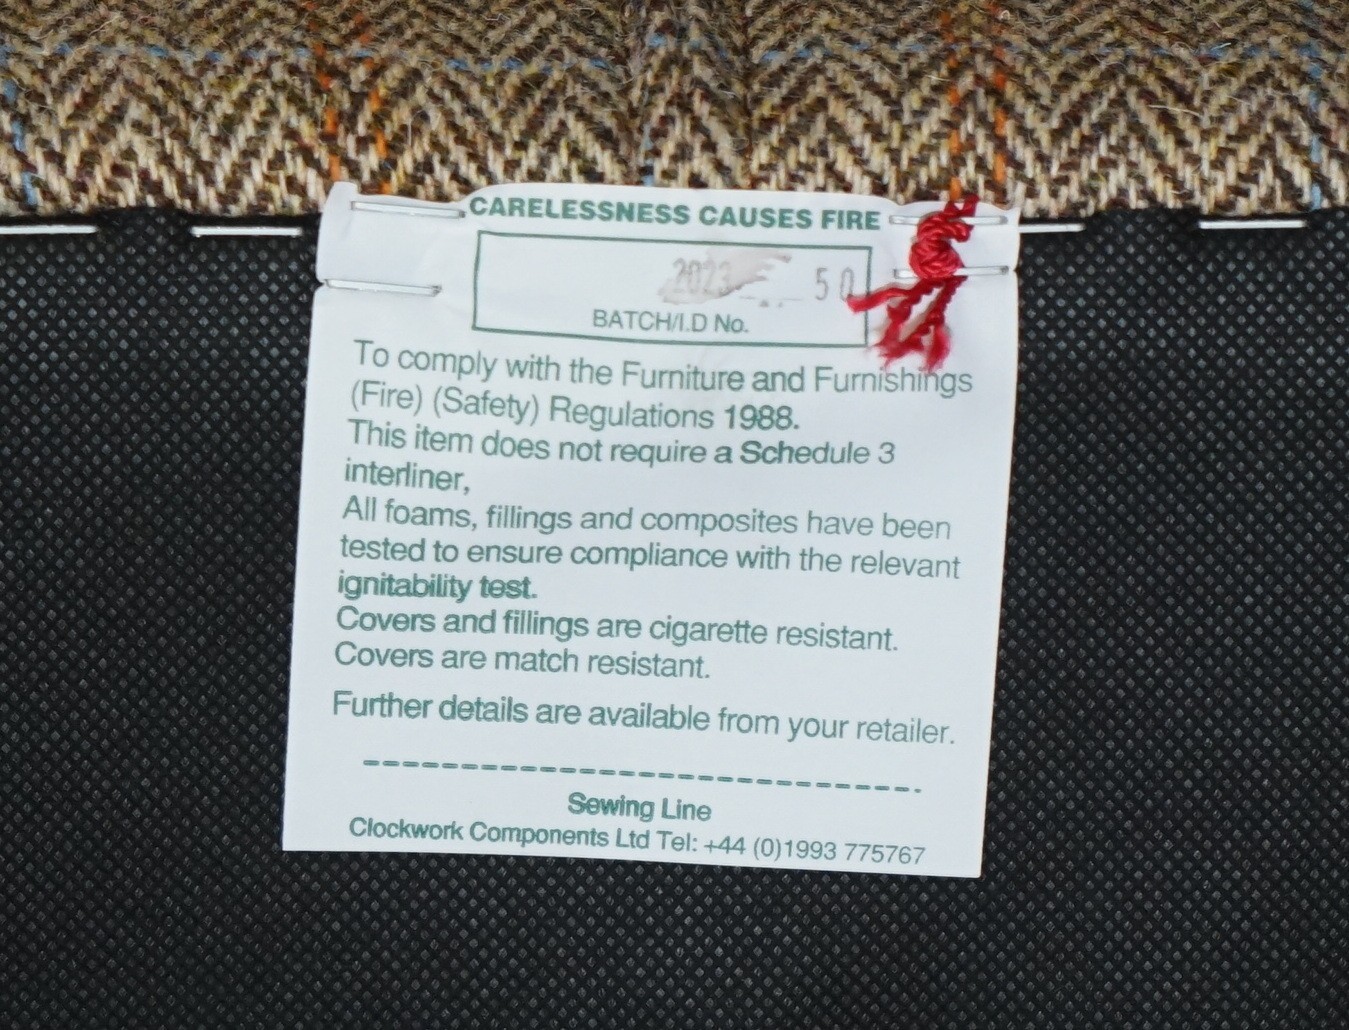 CARELESSNESS CAUSES FIRE
2023 50
BATCH/I.D No.
To comply with the Furniture and Furnishings
(Fire) (Safety) Regulations 1988.
This item does not require a Schedule 3
interliner,
All foams, fillings and composites have been
tested to ensure compliance with the relevant
ignitability test.
Covers and fillings are cigarette resistant.
Covers are match resistant.
Further details are available from your retailer.
Sewing Line
Clockwork Components Ltd Tel: +44 (0)1993 775767